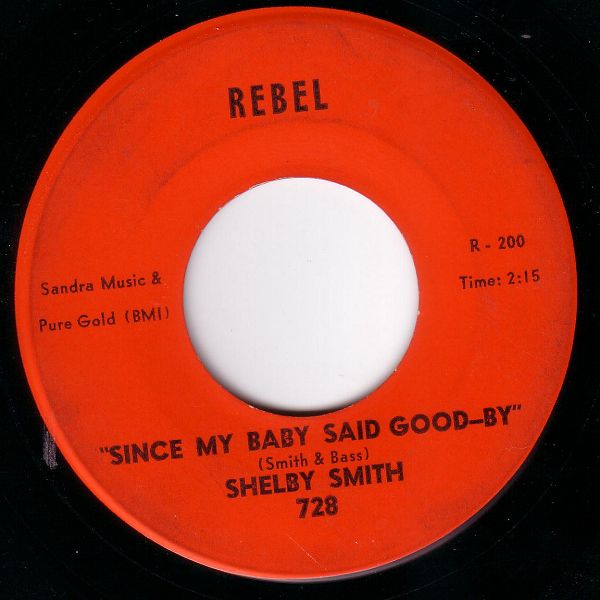 REBEL
R - 200
Time: 2:15
Sandra Music &
Pure Gold (BMI)
"SINCE MY BABY SAID GOOD-BY"
(Smith & Bass)
SHELBY SMITH
728